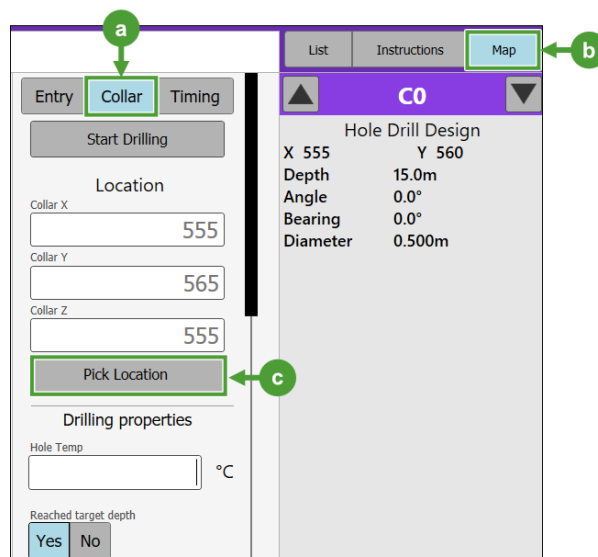 a
b
List Instructions Map
Entry Collar Timing
C0
Start Drilling
Hole Drill Design
X 555 Y 560
Depth 15.0m
Angle 0.0°
Bearing 0.0°
Diameter 0.500m
Location
Collar X
555
Collar Y
565
Collar Z
555
Pick Location
c
Drilling properties
Hole Temp
°C
Reached target depth
Yes No